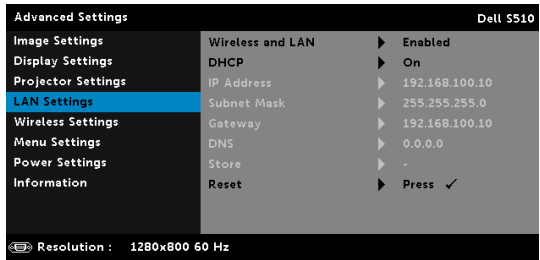 Advanced Settings Dell S510
Image Settings Wireless and LAN Enabled
Display Settings DHCP On
Projector Settings IP Address 192.168.100.10
LAN Settings Subnet Mask 255.255.255.0
Wireless Settings Gateway 192.168.100.10
Menu Settings DNS 0.0.0.0
Power Settings Store -
Information Reset Press ✓
Resolution : 1280x800 60 Hz